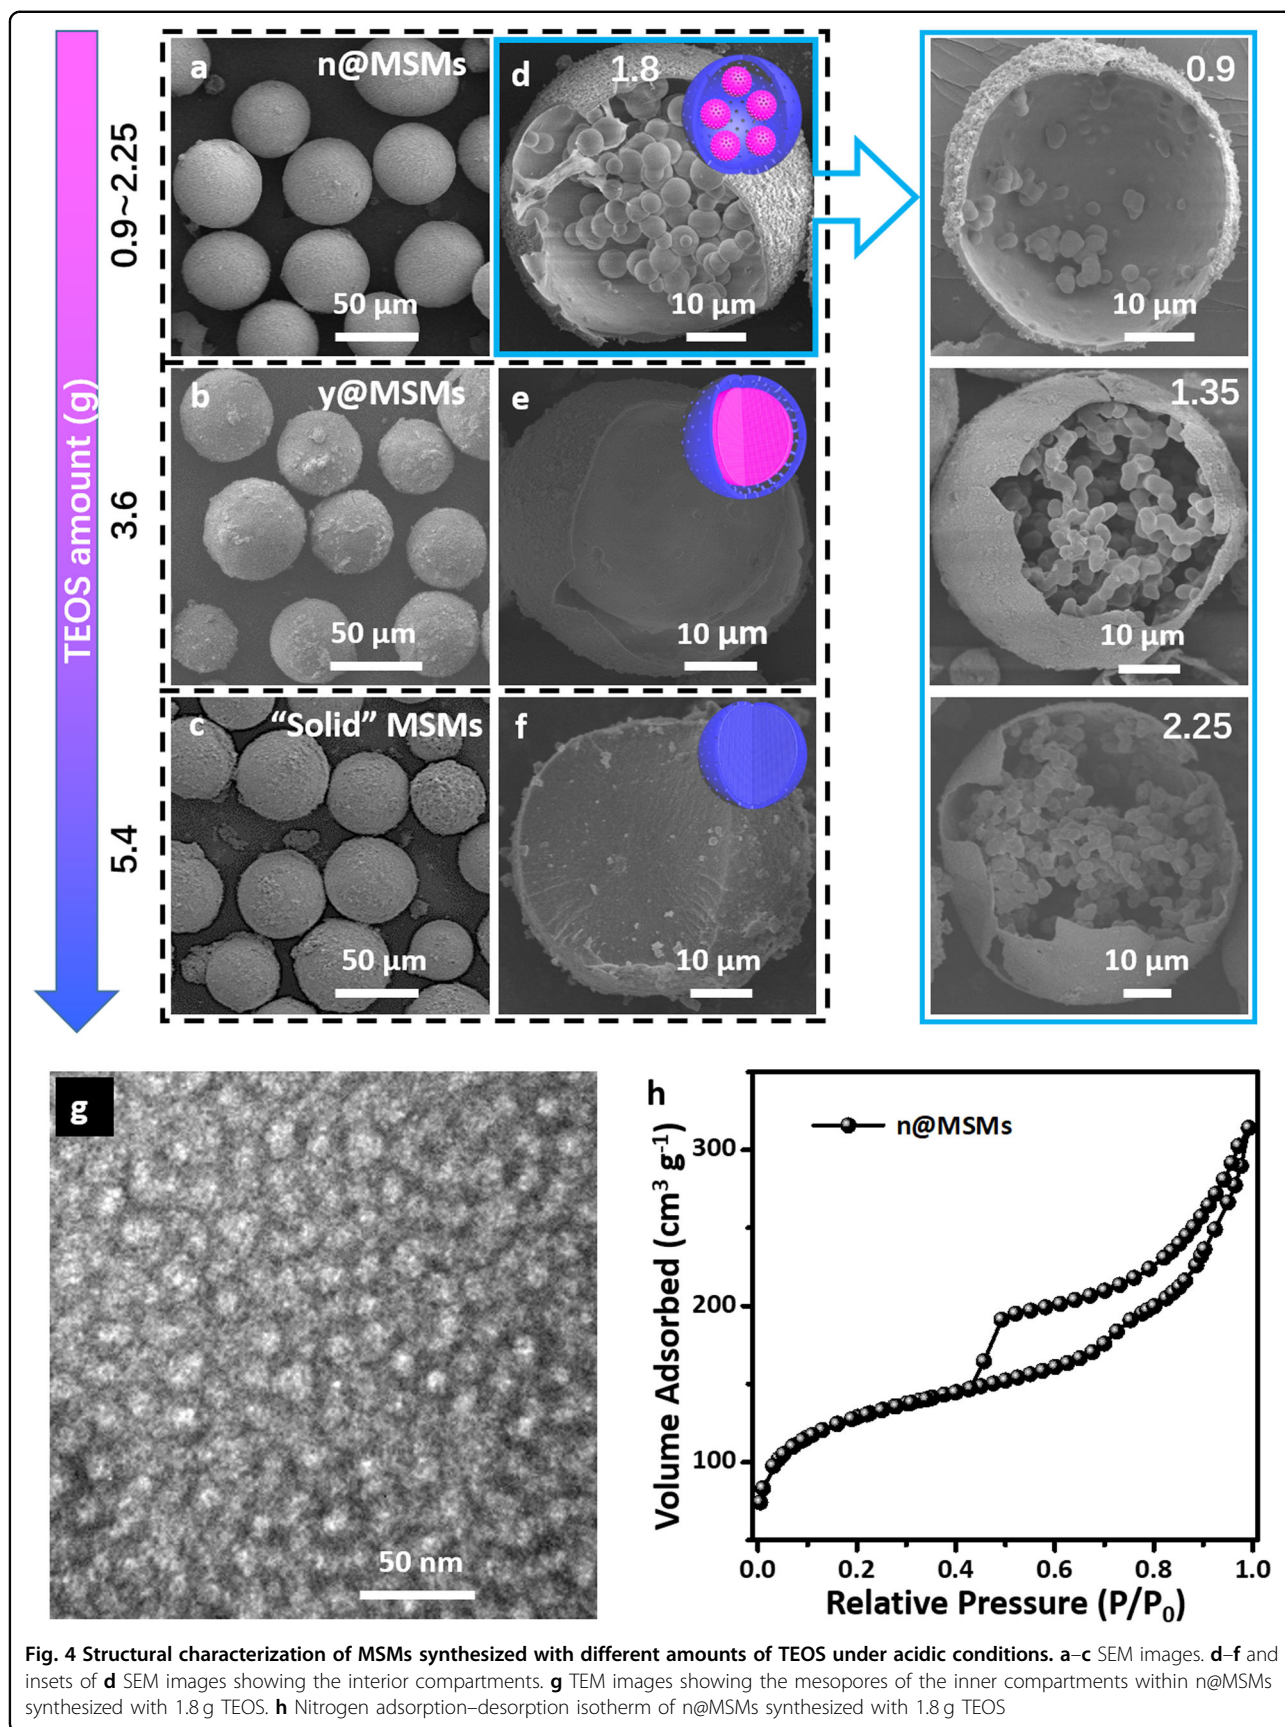 TEOS amount (g)
0.9~2.25
3.6
5.4
a
n@MSMs
50 μm
d
1.8
10 μm
0.9
10 μm
b
y@MSMs
50 μm
e
10 μm
1.35
10 μm
c
“Solid” MSMs
50 μm
f
10 μm
2.25
10 μm
g
50 nm
h
n@MSMs
Volume Adsorbed (cm³ g⁻¹)
300
200
100
0.0 0.2 0.4 0.6 0.8 1.0
Relative Pressure (P/P₀)
Fig. 4 Structural characterization of MSMs synthesized with different amounts of TEOS under acidic conditions. a–c SEM images. d–f and
insets of d SEM images showing the interior compartments. g TEM images showing the mesopores of the inner compartments within n@MSMs
synthesized with 1.8 g TEOS. h Nitrogen adsorption–desorption isotherm of n@MSMs synthesized with 1.8 g TEOS